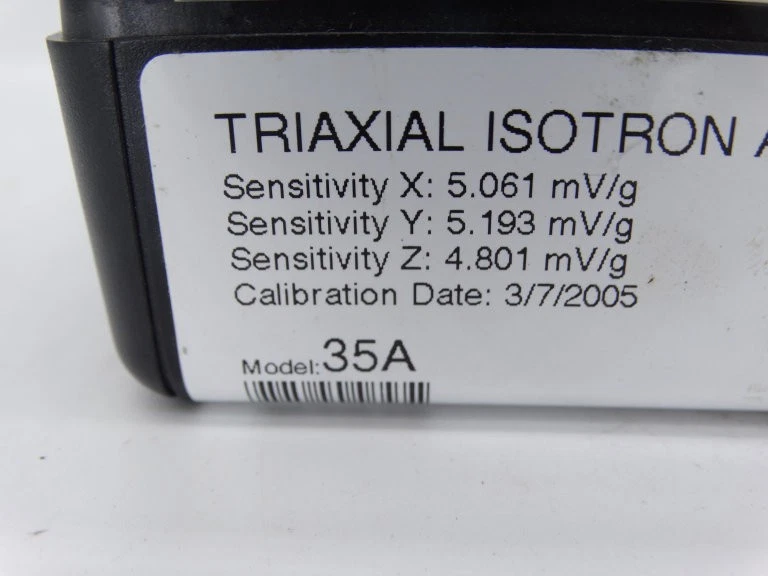 TRIAXIAL ISOTRON A
Sensitivity X: 5.061 mV/g
Sensitivity Y: 5.193 mV/g
Sensitivity Z: 4.801 mV/g
Calibration Date: 3/7/2005
Model:35A